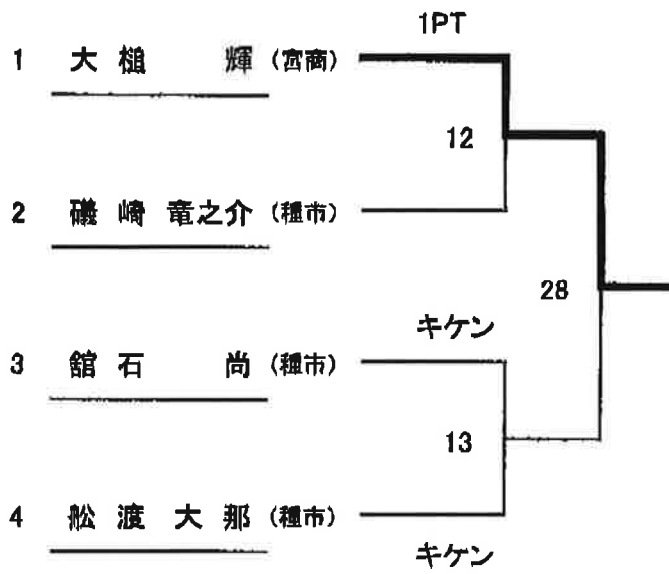 1PT
1 大槌 輝 (宮商)
12
2 磯崎 竜之介 (種市)
28
キケン
3 舘石 尚 (種市)
13
4 舩渡 大那 (種市)
キケン